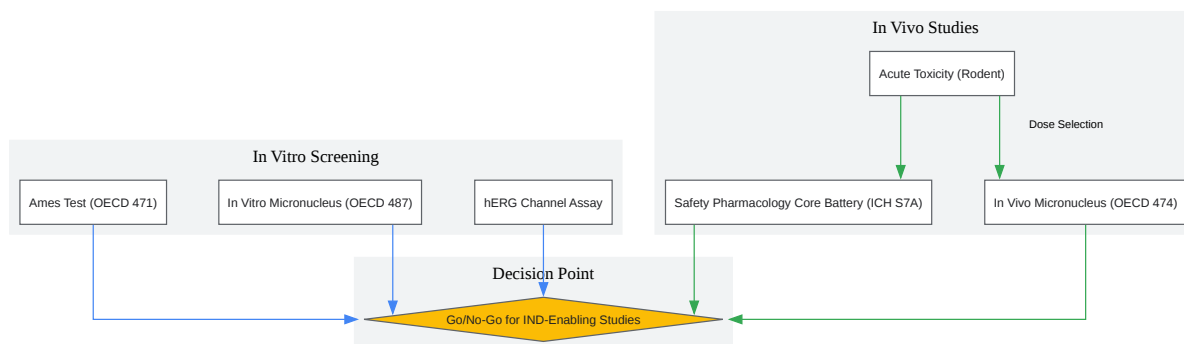 In Vivo Studies
Acute Toxicity (Rodent)
Dose Selection
In Vitro Screening
Ames Test (OECD 471)
In Vitro Micronucleus (OECD 487)
hERG Channel Assay
Safety Pharmacology Core Battery (ICH S7A)
In Vivo Micronucleus (OECD 474)
Decision Point
Go/No-Go for IND-Enabling Studies